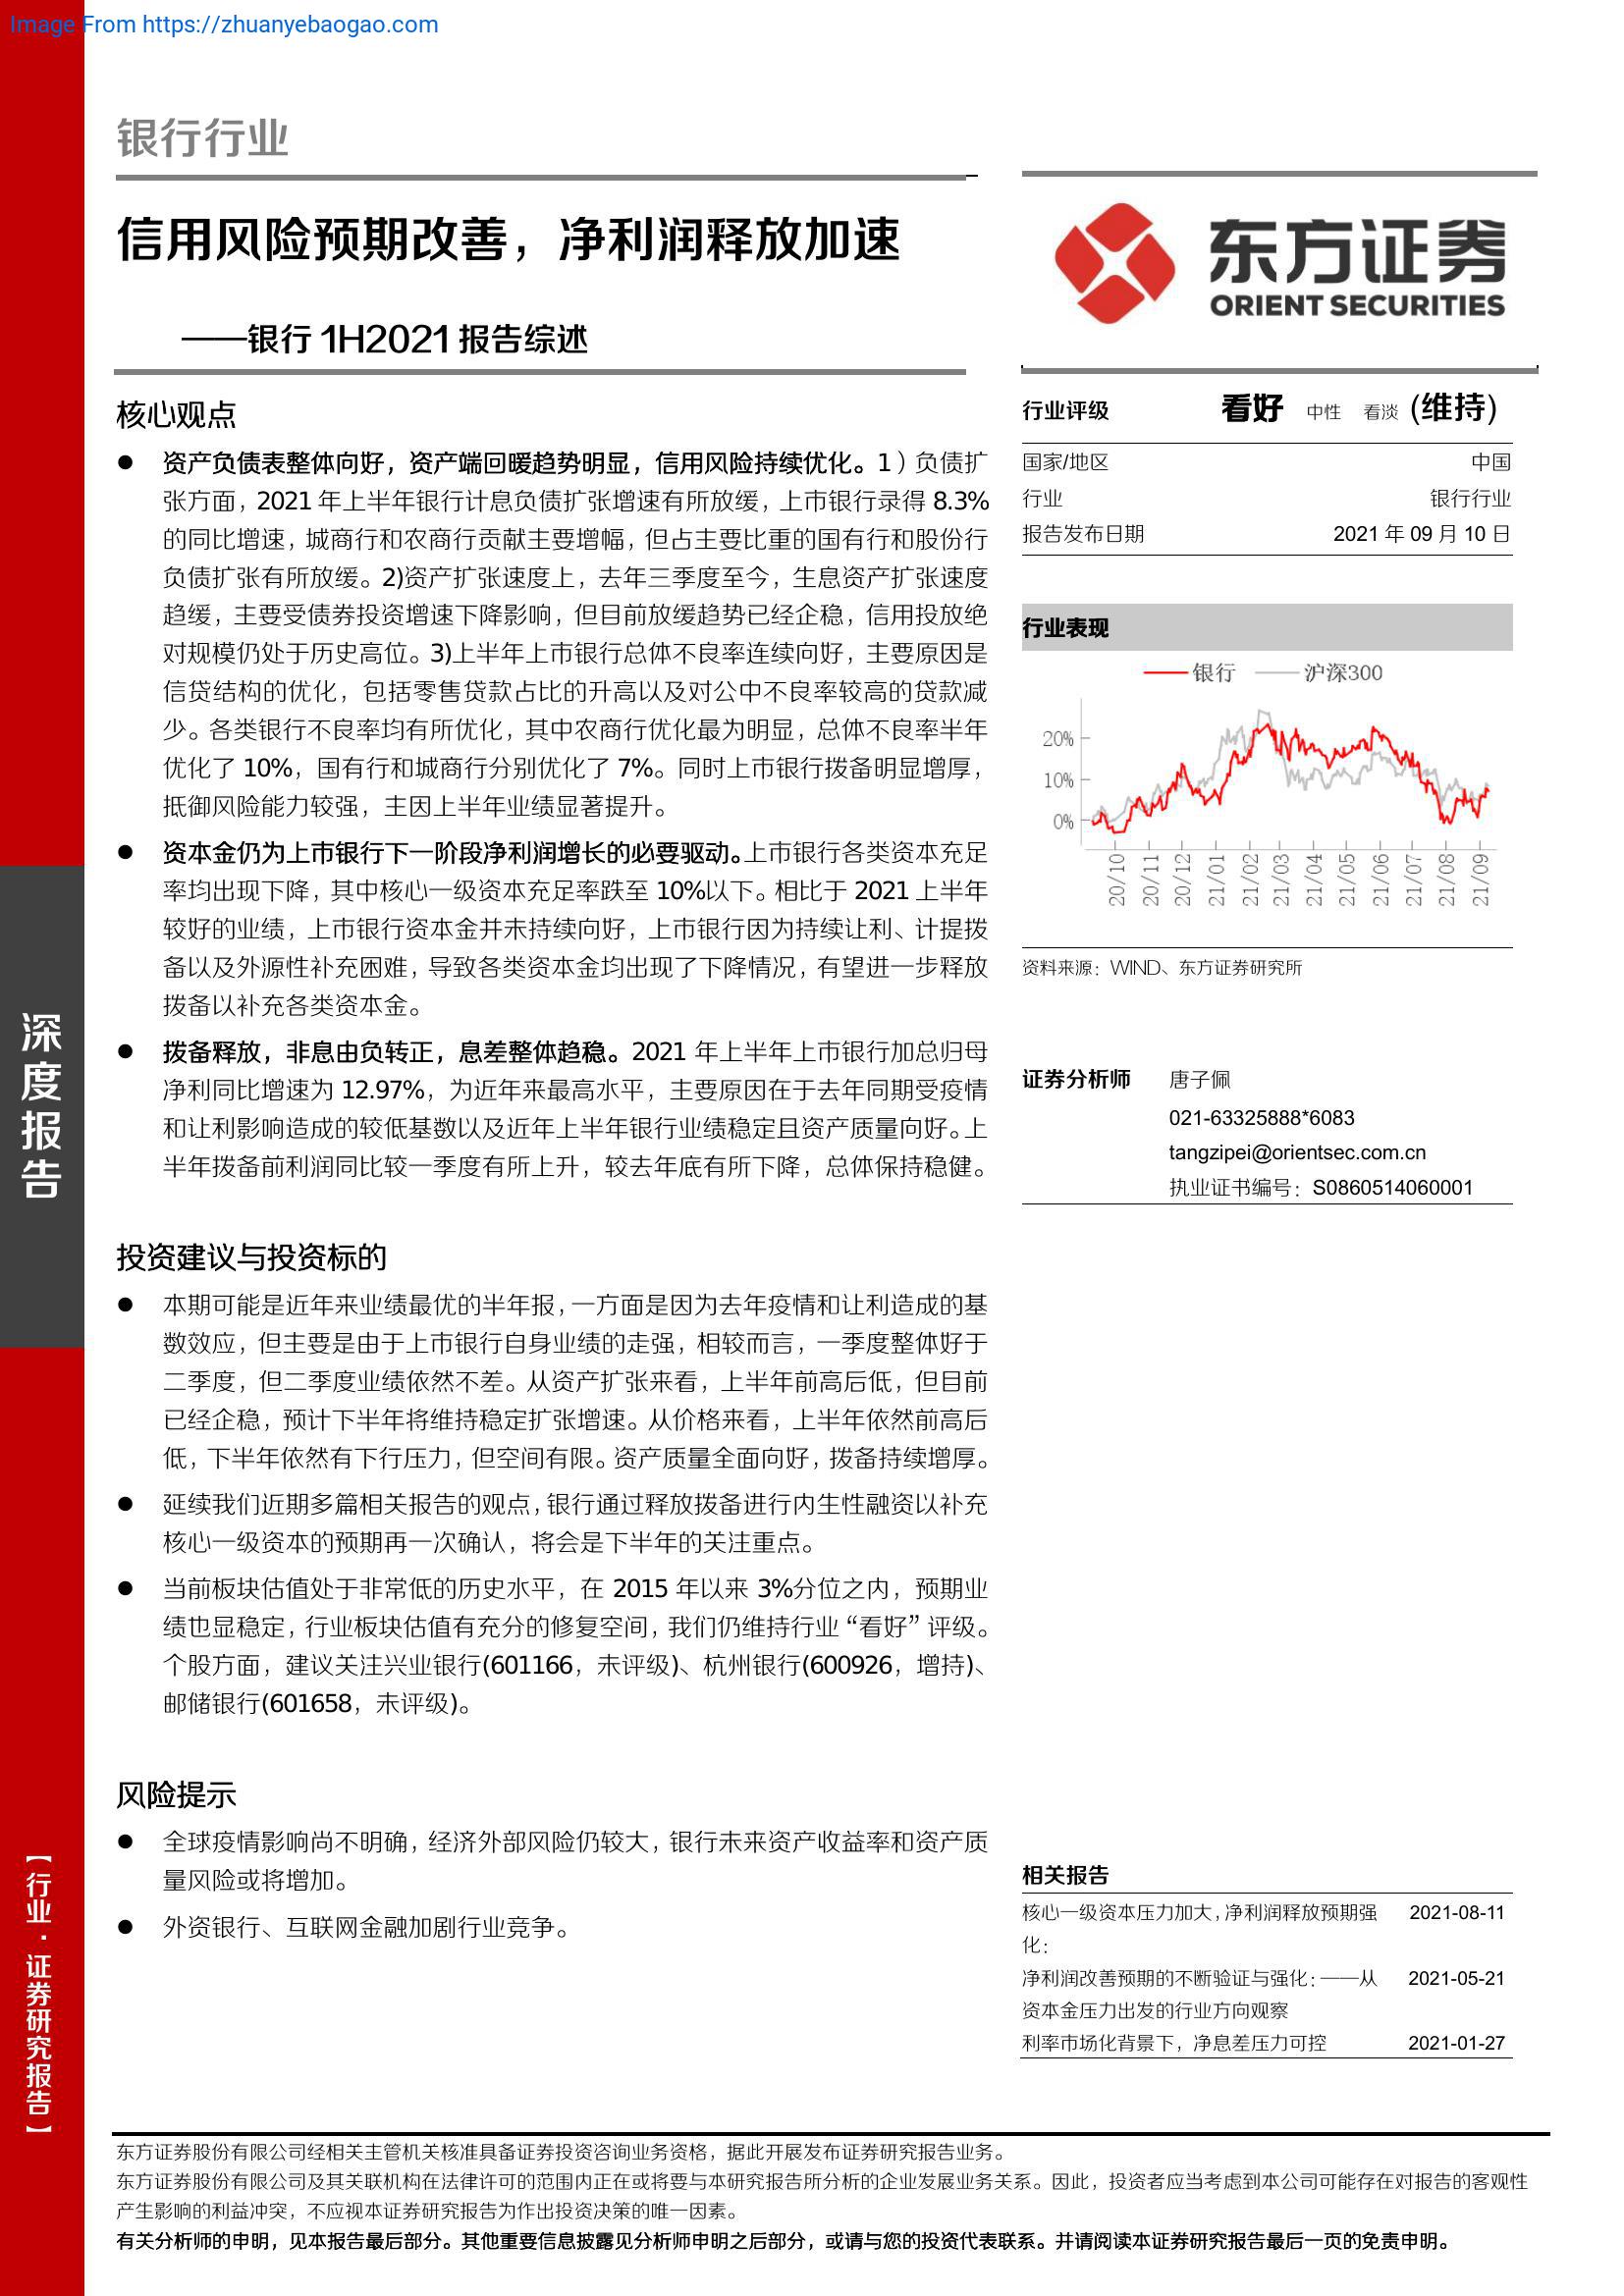 Image From https://zhuanyebaogao.com
银行行业
信用风险预期改善，净利润释放加速
——银行 1H2021 报告综述
核心观点
● 资产负债表整体向好，资产端回暖趋势明显，信用风险持续优化。1）负债扩
张方面，2021 年上半年银行计息负债扩张增速有所放缓，上市银行录得 8.3%
的同比增速，城商行和农商行贡献主要增幅，但占主要比重的国有行和股份行
负债扩张有所放缓。2)资产扩张速度上，去年三季度至今，生息资产扩张速度
趋缓，主要受债券投资增速下降影响，但目前放缓趋势已经企稳，信用投放绝
对规模仍处于历史高位。3)上半年上市银行总体不良率连续向好，主要原因是
信贷结构的优化，包括零售贷款占比的升高以及对公中不良率较高的贷款减
少。各类银行不良率均有所优化，其中农商行优化最为明显，总体不良率半年
优化了 10%，国有行和城商行分别优化了 7%。同时上市银行拨备明显增厚，
抵御风险能力较强，主因上半年业绩显著提升。
● 资本金仍为上市银行下一阶段净利润增长的必要驱动。上市银行各类资本充足
率均出现下降，其中核心一级资本充足率跌至 10%以下。相比于 2021 上半年
较好的业绩，上市银行资本金并未持续向好，上市银行因为持续让利、计提拨
备以及外源性补充困难，导致各类资本金均出现了下降情况，有望进一步释放
拨备以补充各类资本金。
● 拨备释放，非息由负转正，息差整体趋稳。2021 年上半年上市银行加总归母
净利同比增速为 12.97%，为近年来最高水平，主要原因在于去年同期受疫情
和让利影响造成的较低基数以及近年上半年银行业绩稳定且资产质量向好。上
半年拨备前利润同比较一季度有所上升，较去年底有所下降，总体保持稳健。
投资建议与投资标的
● 本期可能是近年来业绩最优的半年报，一方面是因为去年疫情和让利造成的基
数效应，但主要是由于上市银行自身业绩的走强，相较而言，一季度整体好于
二季度，但二季度业绩依然不差。从资产扩张来看，上半年前高后低，但目前
已经企稳，预计下半年将维持稳定扩张增速。从价格来看，上半年依然前高后
低，下半年依然有下行压力，但空间有限。资产质量全面向好，拨备持续增厚。
● 延续我们近期多篇相关报告的观点，银行通过释放拨备进行内生性融资以补充
核心一级资本的预期再一次确认，将会是下半年的关注重点。
● 当前板块估值处于非常低的历史水平，在 2015 年以来 3%分位之内，预期业
绩也显稳定，行业板块估值有充分的修复空间，我们仍维持行业“看好”评级。
个股方面，建议关注兴业银行(601166，未评级)、杭州银行(600926，增持)、
邮储银行(601658，未评级)。
风险提示
● 全球疫情影响尚不明确，经济外部风险仍较大，银行未来资产收益率和资产质
量风险或将增加。
● 外资银行、互联网金融加剧行业竞争。
东方证券
ORIENT SECURITIES
行业评级 看好 中性 看淡 (维持)
国家/地区 中国
行业 银行行业
报告发布日期 2021 年 09 月 10 日
行业表现
银行 沪深300
20%
10%
0%
20/10 20/11 20/12 21/01 21/02 21/03 21/04 21/05 21/06 21/07 21/08 21/09
资料来源：WIND、东方证券研究所
证券分析师 唐子佩
021-63325888*6083
tangzipei@orientsec.com.cn
执业证书编号：S0860514060001
相关报告
核心一级资本压力加大，净利润释放预期强 2021-08-11
化：
净利润改善预期的不断验证与强化：——从 2021-05-21
资本金压力出发的行业方向观察
利率市场化背景下，净息差压力可控 2021-01-27
深度报告
【行业·证券研究报告】
东方证券股份有限公司经相关主管机关核准具备证券投资咨询业务资格，据此开展发布证券研究报告业务。
东方证券股份有限公司及其关联机构在法律许可的范围内正在或将要与本研究报告所分析的企业发展业务关系。因此，投资者应当考虑到本公司可能存在对报告的客观性
产生影响的利益冲突，不应视本证券研究报告为作出投资决策的唯一因素。
有关分析师的申明，见本报告最后部分。其他重要信息披露见分析师申明之后部分，或请与您的投资代表联系。并请阅读本证券研究报告最后一页的免责申明。